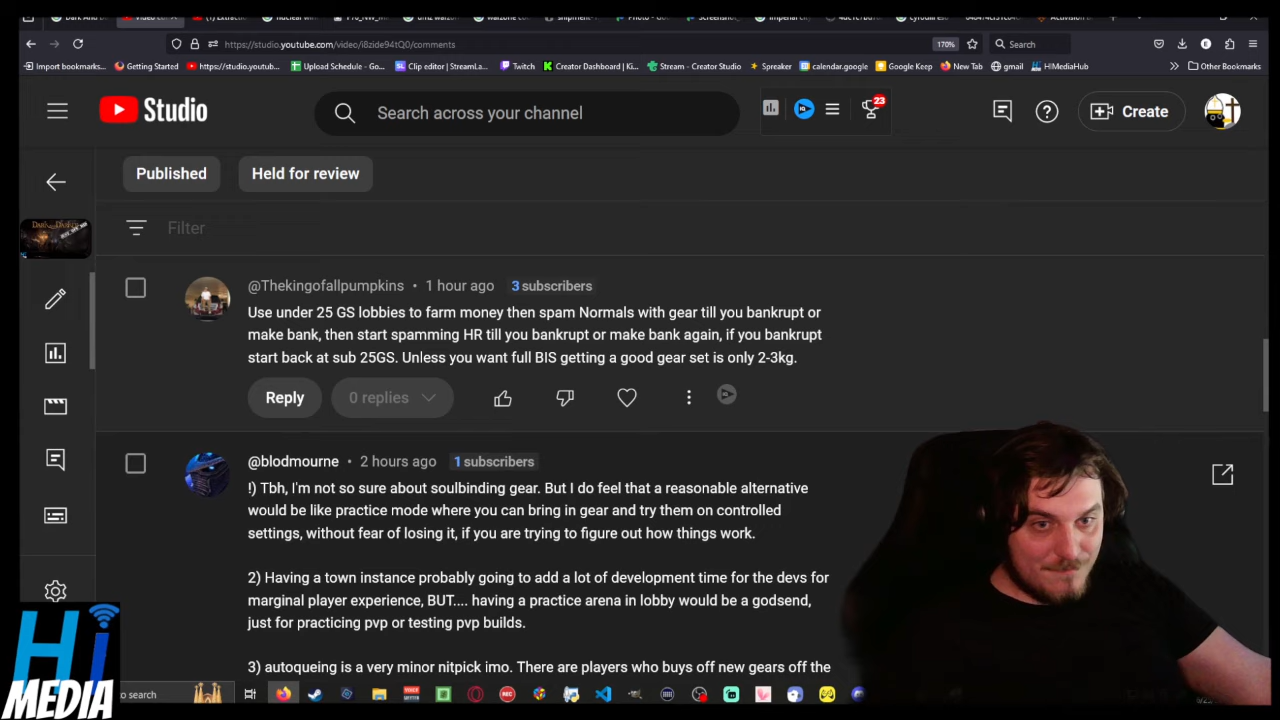 https://studio.youtube.com/video/i8zide94tQ0/comments
170%
Search
Import bookmarks...
Getting Started
https://studio.youtub...
Upload Schedule - Go...
Clip editor | StreamLa...
Twitch
Creator Dashboard | Ki...
Stream - Creator Studio
Spreaker
calendar.google
Google Keep
New Tab
gmail
HIMediaHub
Other Bookmarks
Studio
Search across your channel
IQ
23
Create
Published
Held for review
Filter
@Thekingofallpumpkins • 1 hour ago 3 subscribers
Use under 25 GS lobbies to farm money then spam Normals with gear till you bankrupt or
make bank, then start spamming HR till you bankrupt or make bank again, if you bankrupt
start back at sub 25GS. Unless you want full BIS getting a good gear set is only 2-3kg.
Reply
0 replies
@blodmourne • 2 hours ago 1 subscribers
!) Tbh, I'm not so sure about soulbinding gear. But I do feel that a reasonable alternative
would be like practice mode where you can bring in gear and try them on controlled
settings, without fear of losing it, if you are trying to figure out how things work.
2) Having a town instance probably going to add a lot of development time for the devs for
marginal player experience, BUT.... having a practice arena in lobby would be a godsend,
just for practicing pvp or testing pvp builds.
3) autoqueing is a very minor nitpick imo. There are players who buys off new gears off the
Hi
MEDIA
o search